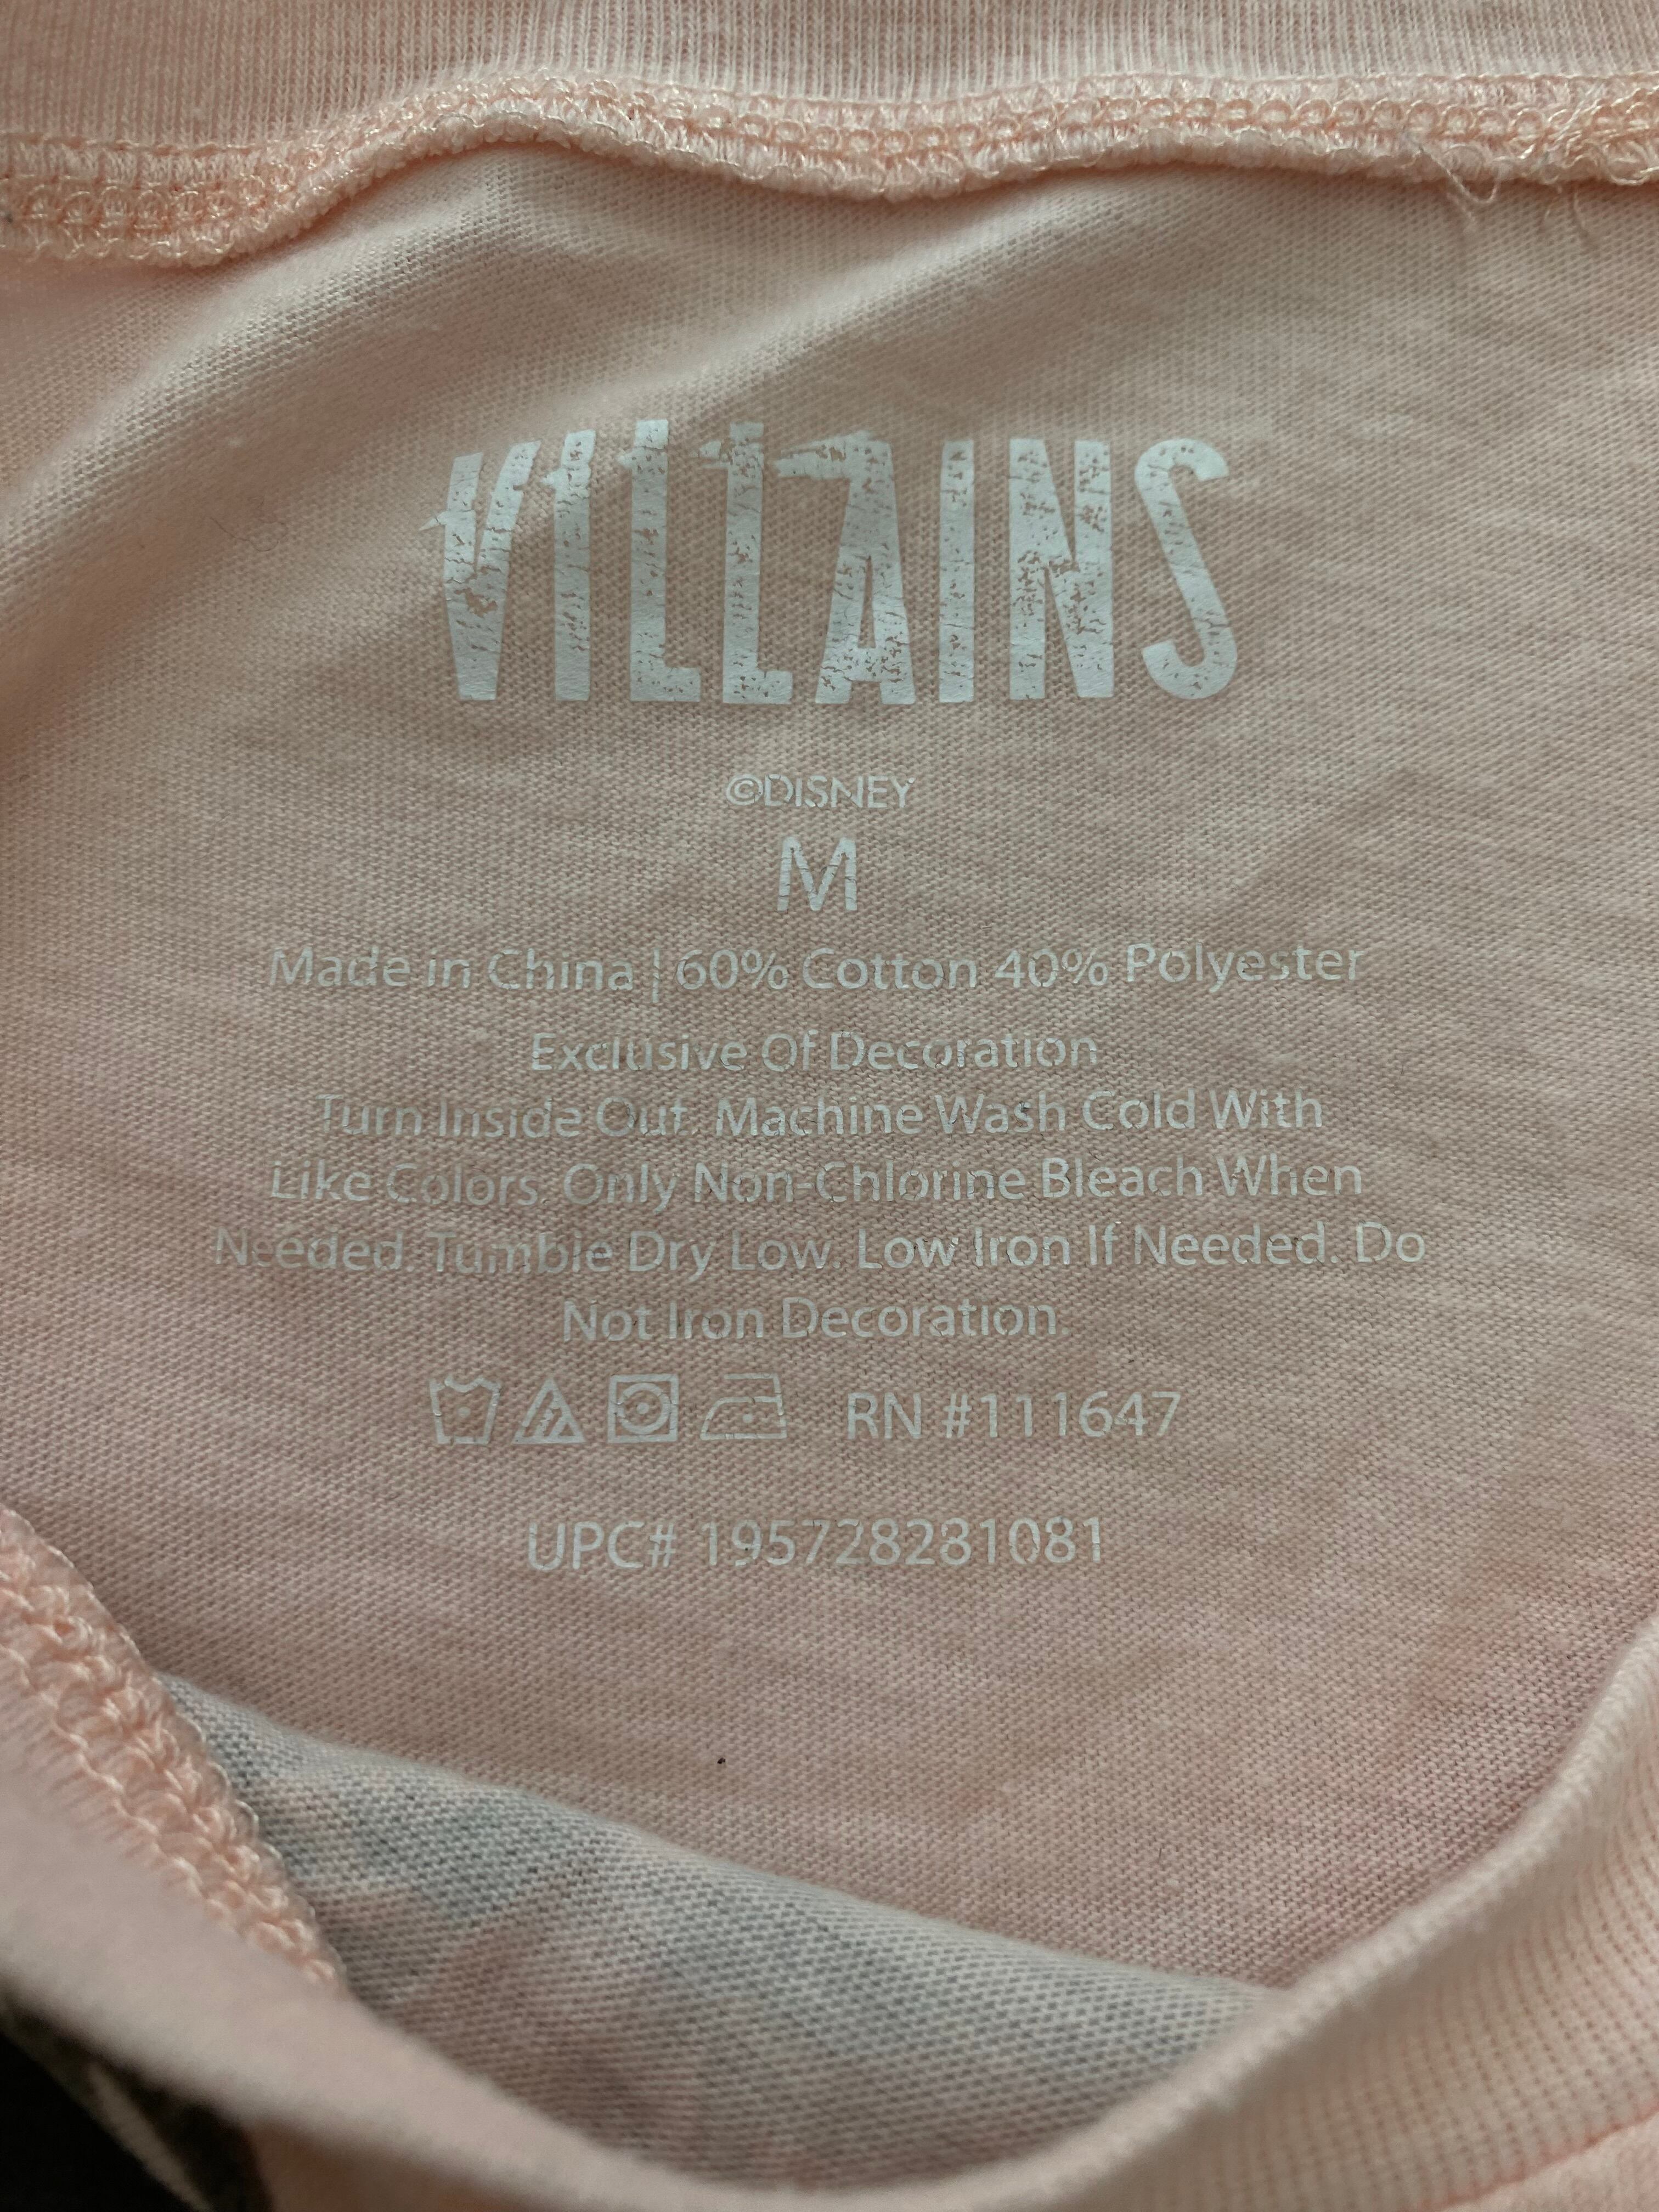 VILLAINS
©DISNEY
M
Made in China | 60% Cotton 40% Polyester
Exclusive Of Decoration
Turn Inside Out. Machine Wash Cold With
Like Colors. Only Non-Chlorine Bleach When
Needed. Tumble Dry Low. Low Iron If Needed. Do
Not Iron Decoration.
RN #111647
UPC# 195728281081